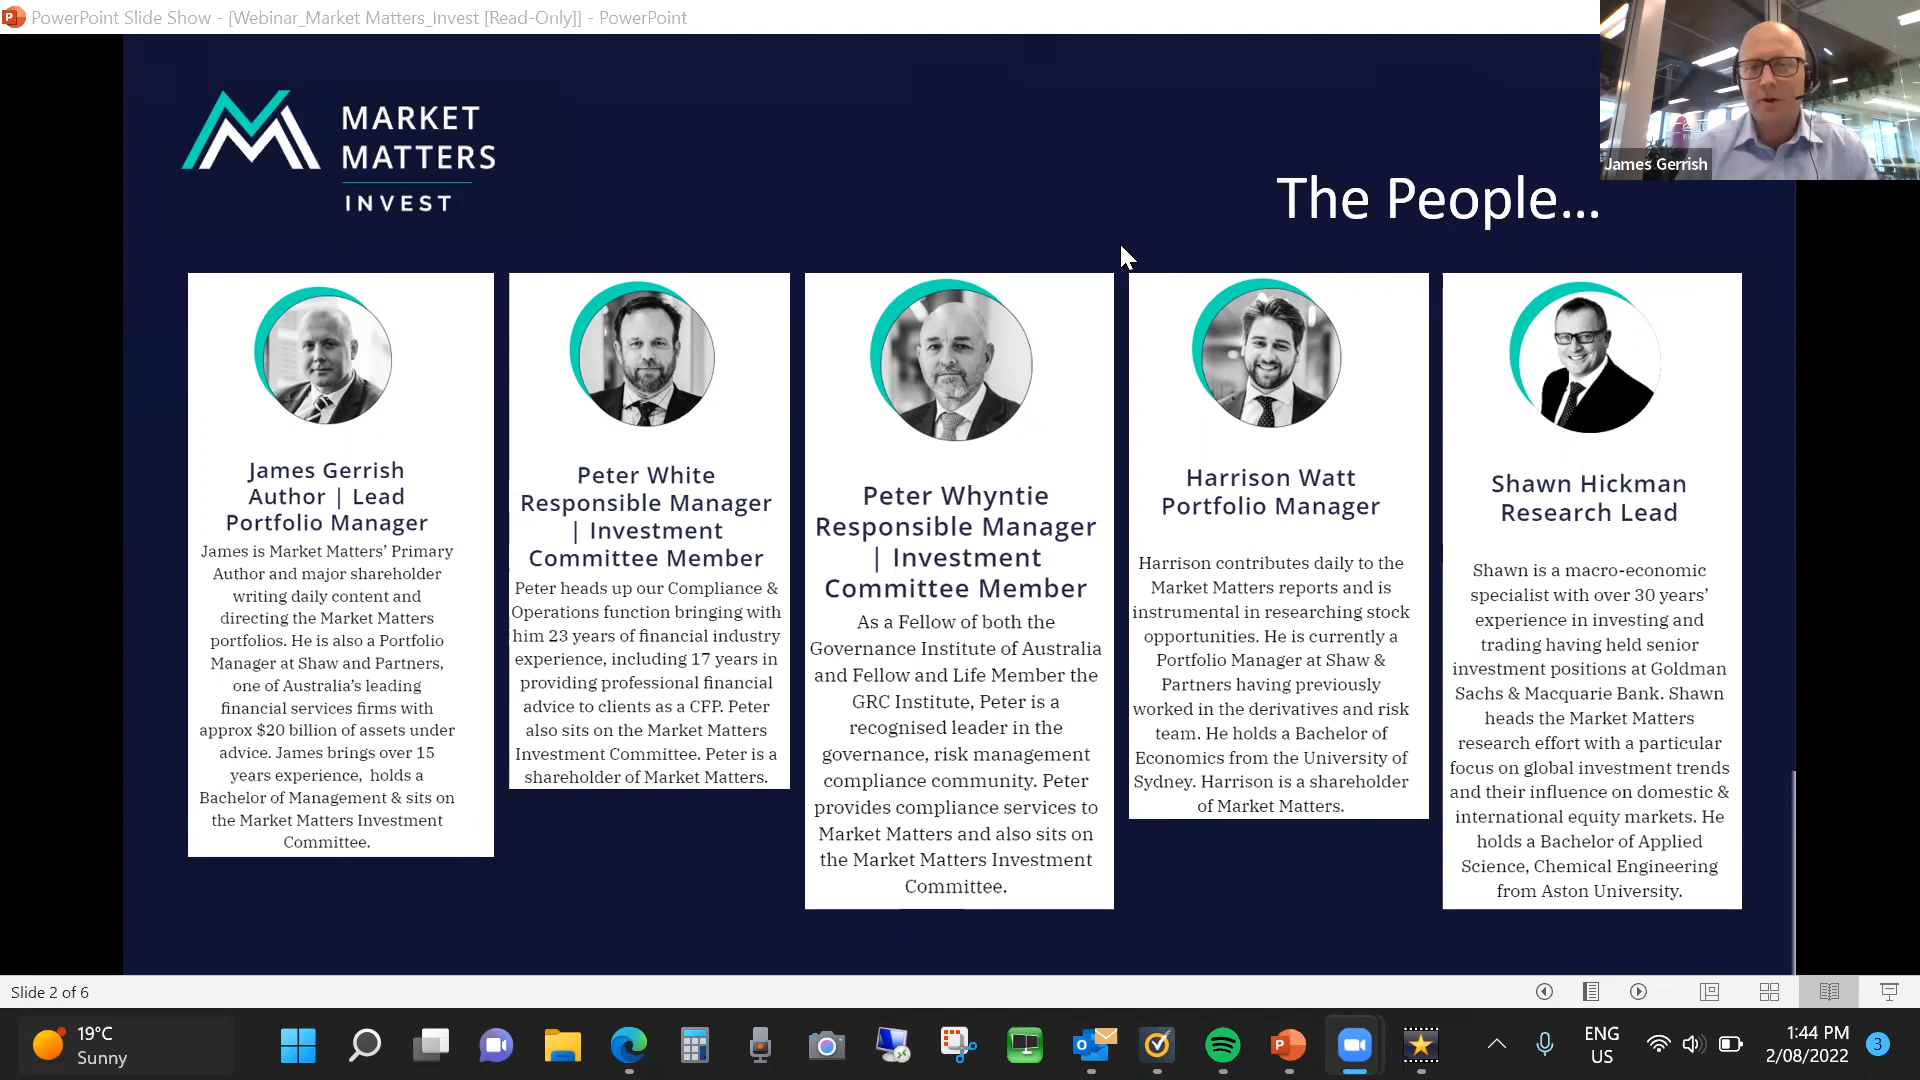 PowerPoint Slide Show - [Webinar_Market Matters_Invest [Read-Only]] - PowerPoint
James Gerrish
MARKET
MATTERS
INVEST
The People...
James Gerrish
Author | Lead
Portfolio Manager
James is Market Matters’ Primary
Author and major shareholder
writing daily content and
directing the Market Matters
portfolios. He is also a Portfolio
Manager at Shaw and Partners,
one of Australia’s leading
financial services firms with
approx $20 billion of assets under
advice. James brings over 15
years experience, holds a
Bachelor of Management & sits on
the Market Matters Investment
Committee.
Peter White
Responsible Manager
| Investment
Committee Member
Peter heads up our Compliance &
Operations function bringing with
him 23 years of financial industry
experience, including 17 years in
providing professional financial
advice to clients as a CFP. Peter
also sits on the Market Matters
Investment Committee. Peter is a
shareholder of Market Matters.
Peter Whyntie
Responsible Manager
| Investment
Committee Member
As a Fellow of both the
Governance Institute of Australia
and Fellow and Life Member the
GRC Institute, Peter is a
recognised leader in the
governance, risk management
compliance community. Peter
provides compliance services to
Market Matters and also sits on
the Market Matters Investment
Committee.
Harrison Watt
Portfolio Manager
Harrison contributes daily to the
Market Matters reports and is
instrumental in researching stock
opportunities. He is currently a
Portfolio Manager at Shaw &
Partners having previously
worked in the derivatives and risk
team. He holds a Bachelor of
Economics from the University of
Sydney. Harrison is a shareholder
of Market Matters.
Shawn Hickman
Research Lead
Shawn is a macro-economic
specialist with over 30 years’
experience in investing and
trading having held senior
investment positions at Goldman
Sachs & Macquarie Bank. Shawn
heads the Market Matters
research effort with a particular
focus on global investment trends
and their influence on domestic &
international equity markets. He
holds a Bachelor of Applied
Science, Chemical Engineering
from Aston University.
Slide 2 of 6
19°C
Sunny
ENG
US
1:44 PM
2/08/2022
3